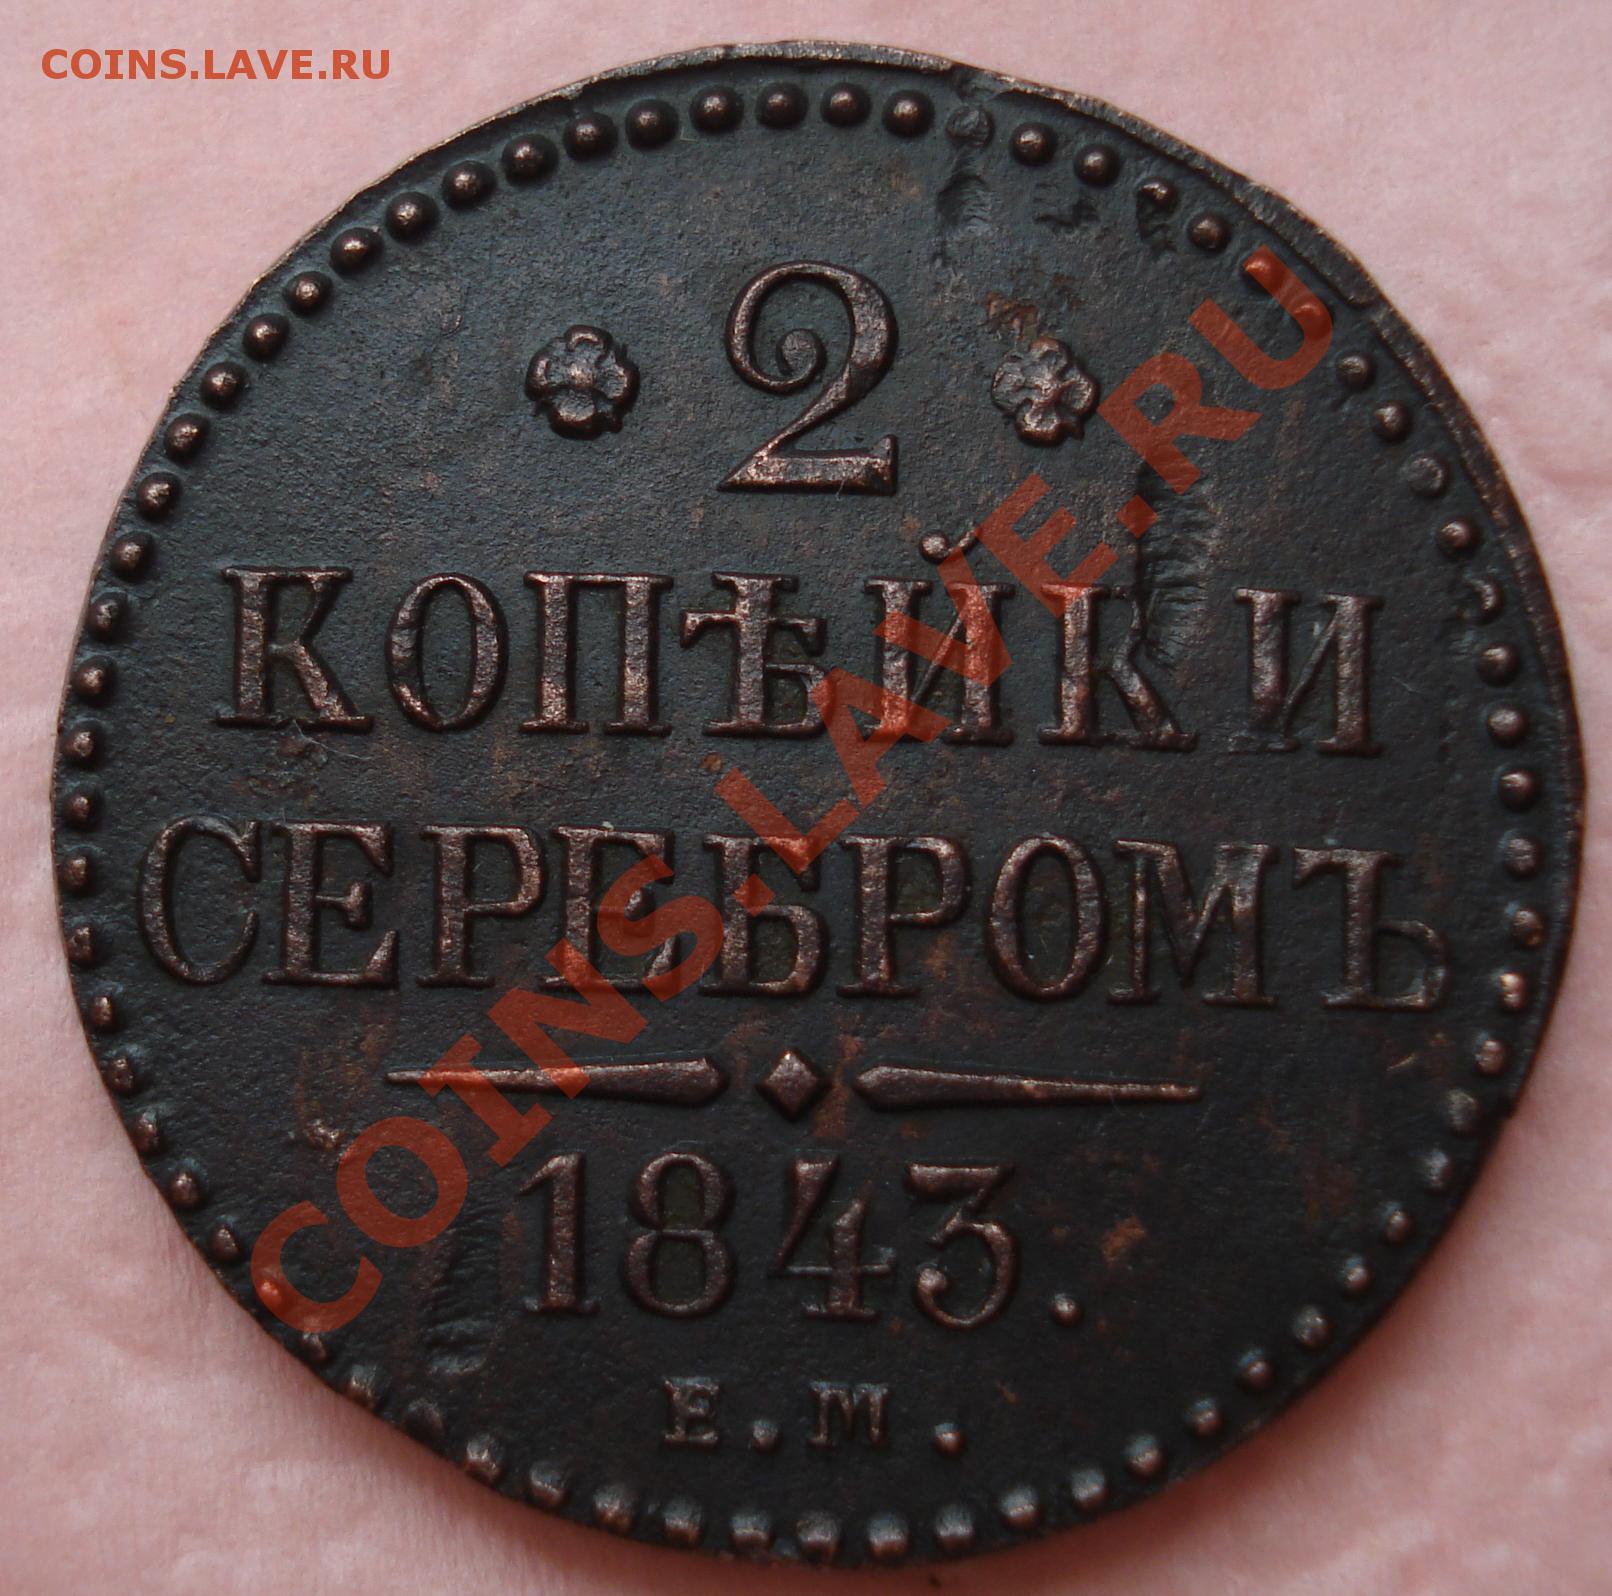 COINS.LAVE.RU
2
КОПѢЙКИ
СЕРЕБРОМЪ
1843.
Е.М.
COINS.LAVE.RU